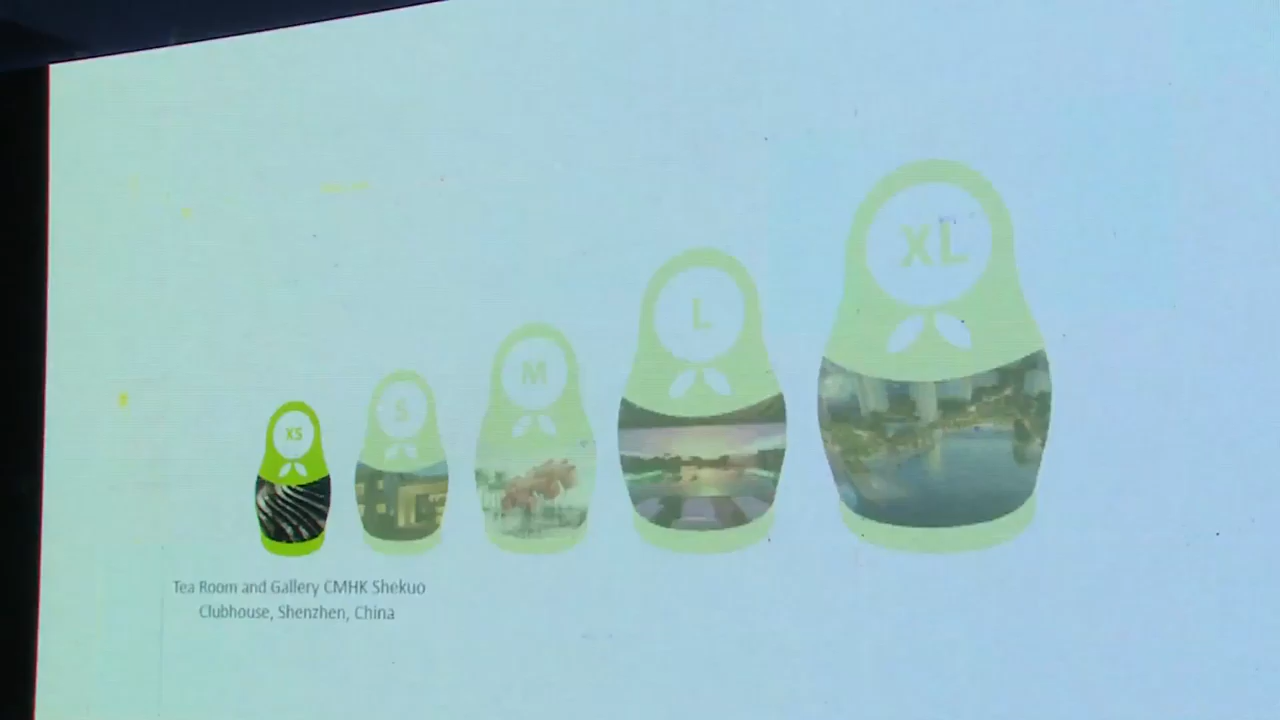 XS
S
M
L
XL
Tea Room and Gallery CMHK Shekuo
Clubhouse, Shenzhen, China